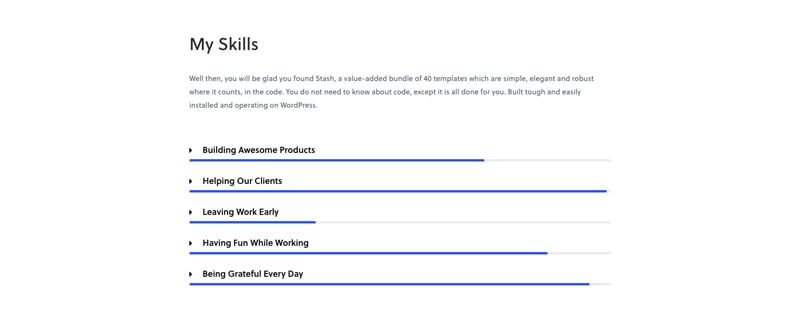 My Skills
Well then, you will be glad you found Stash, a value-added bundle of 40 templates which are simple, elegant and robust
where it counts, in the code. You do not need to know about code, except it is all done for you. Built tough and easily
installed and operating on WordPress.
Building Awesome Products
Helping Our Clients
Leaving Work Early
Having Fun While Working
Being Grateful Every Day